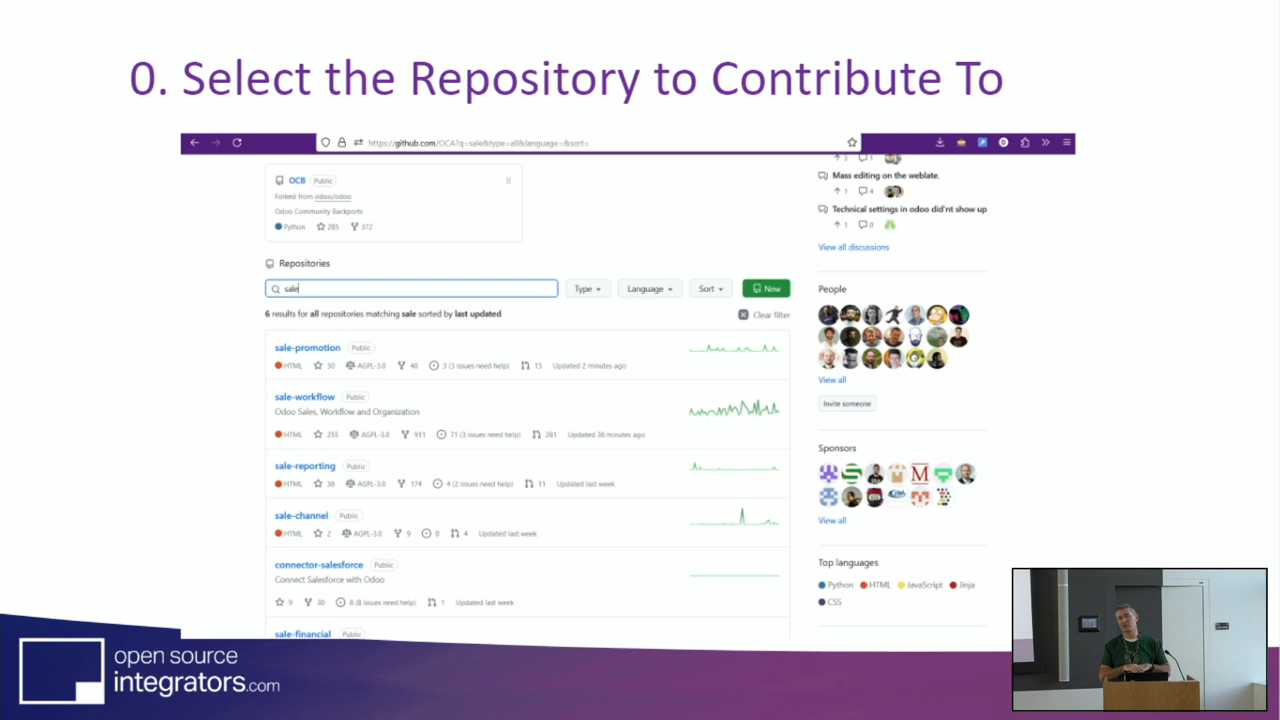 0. Select the Repository to Contribute To
https://github.com/OCA?q=sale&type=all&language=&sort=
OCB Public
Forked from odoo/odoo
Odoo Community Backports
Python 285 372
Repositories
sale
Type Language Sort New
6 results for all repositories matching sale sorted by last updated Clear filter
sale-promotion Public
HTML 30 AGPL-3.0 48 3 (3 issues need help) 13 Updated 2 minutes ago
sale-workflow Public
Odoo Sales, Workflow and Organization
HTML 255 AGPL-3.0 911 71 (3 issues need help) 281 Updated 36 minutes ago
sale-reporting Public
HTML 38 AGPL-3.0 174 4 (2 issues need help) 11 Updated last week
sale-channel Public
HTML 2 AGPL-3.0 9 0 4 Updated last week
connector-salesforce Public
Connect Salesforce with Odoo
9 30 8 (8 issues need help) 1 Updated last week
sale-financial Public
3 1
Mass editing on the weblate.
1 4
Technical settings in odoo did'nt show up
1 0
View all discussions
People
View all
Invite someone
Sponsors
M
View all
Top languages
Python HTML JavaScript Jinja
CSS
open source
integrators.com